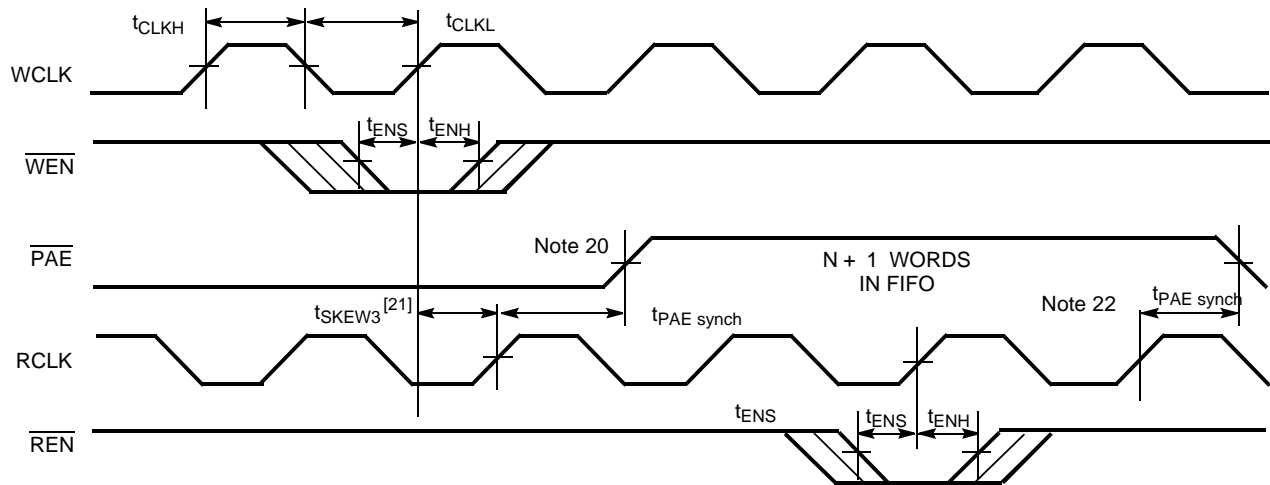 tCLKH
tCLKL
WCLK
tENS
tENH
WEN
Note 20
PAE
N + 1 WORDS
IN FIFO
Note 22
tPAE synch
tSKEW3 [21]
tPAE synch
RCLK
tENS
tENS
tENH
REN